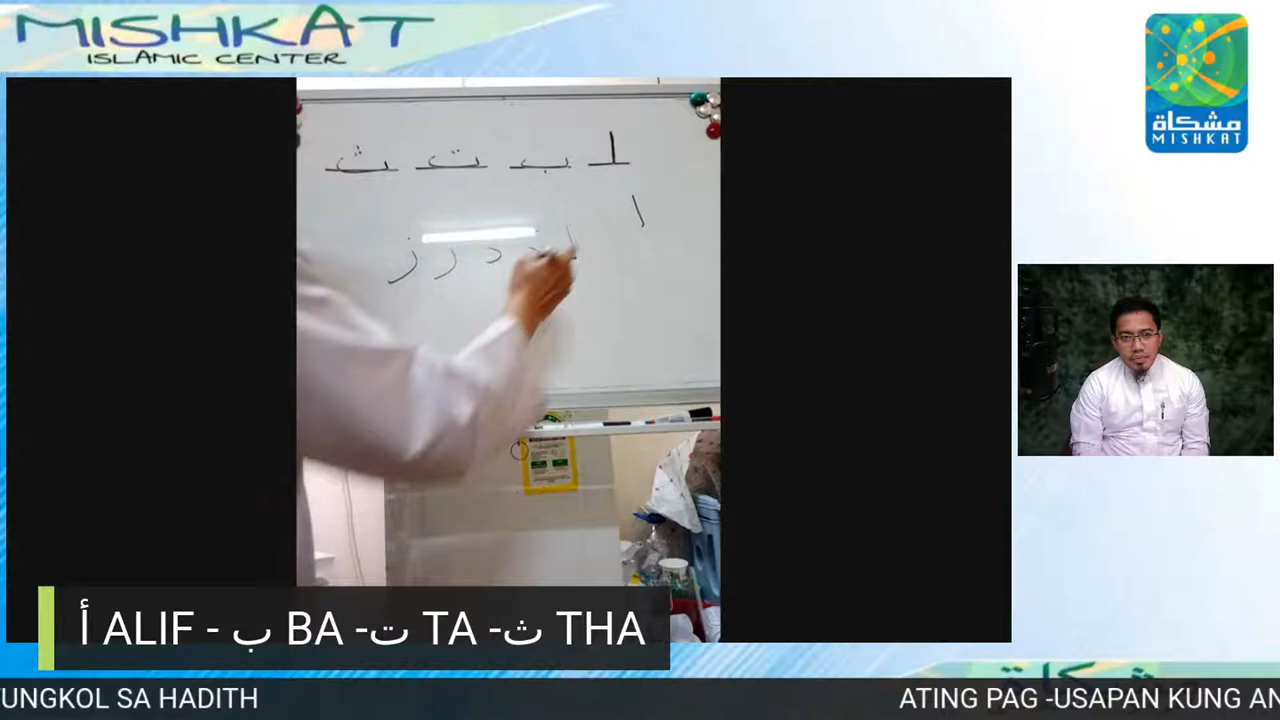 MISHKAT
ISLAMIC CENTER
مشكاة
MISHKAT
ا ب ت ث
ا
د ر ز
أ ALIF - ب BA -ت TA -ث THA
UNGKOL SA HADITH
ATING PAG -USAPAN KUNG AN